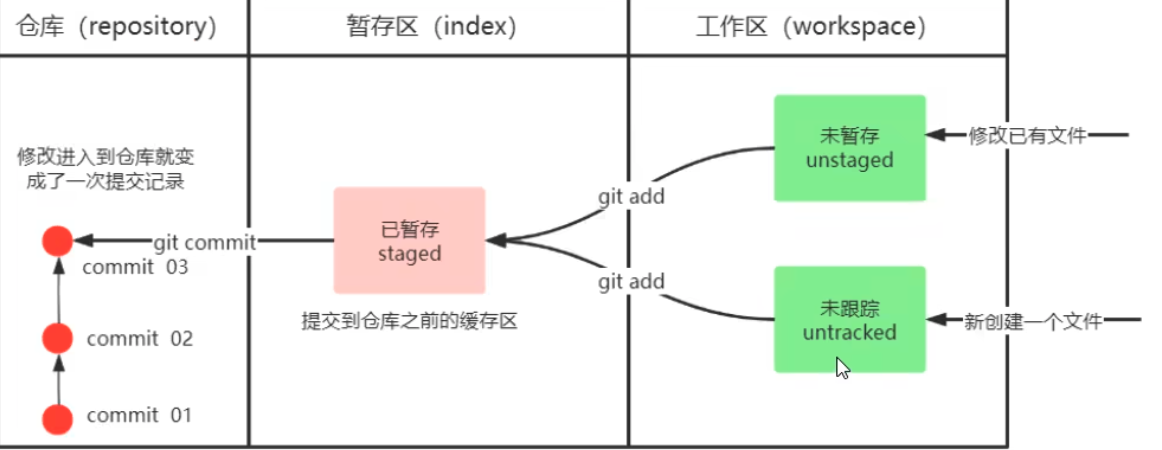 仓库（repository）
暂存区（index）
工作区（workspace）
修改进入到仓库就变
成了一次提交记录
未暂存
unstaged
修改已有文件
git add
已暂存
staged
git commit
commit 03
git add
提交到仓库之前的缓存区
未跟踪
untracked
新创建一个文件
commit 02
commit 01